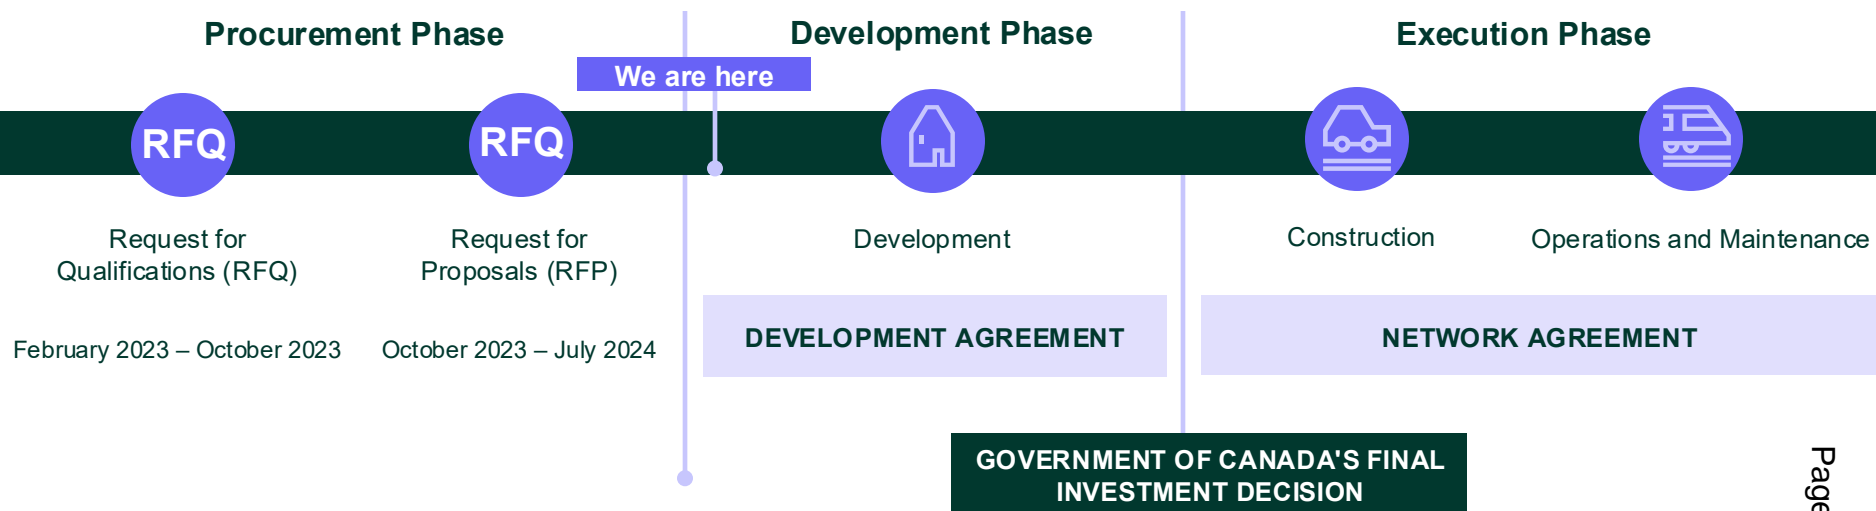 Procurement Phase
Development Phase
Execution Phase
We are here
RFQ
RFQ
Request for
Qualifications (RFQ)
Request for
Proposals (RFP)
Development
Construction
Operations and Maintenance
February 2023 – October 2023
October 2023 – July 2024
DEVELOPMENT AGREEMENT
NETWORK AGREEMENT
GOVERNMENT OF CANADA'S FINAL
INVESTMENT DECISION
Page